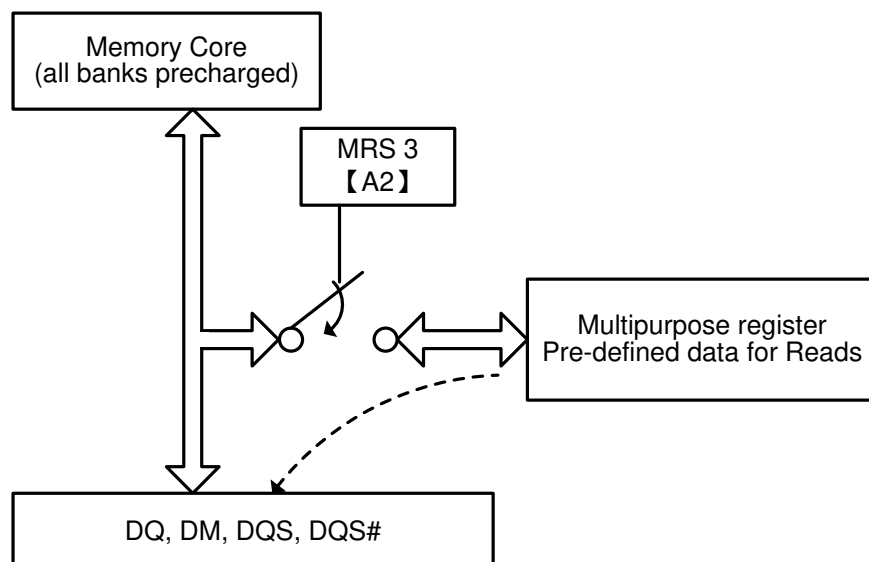 Memory Core
(all banks precharged)
MRS 3
【A2】
Multipurpose register
Pre-defined data for Reads
DQ, DM, DQS, DQS#